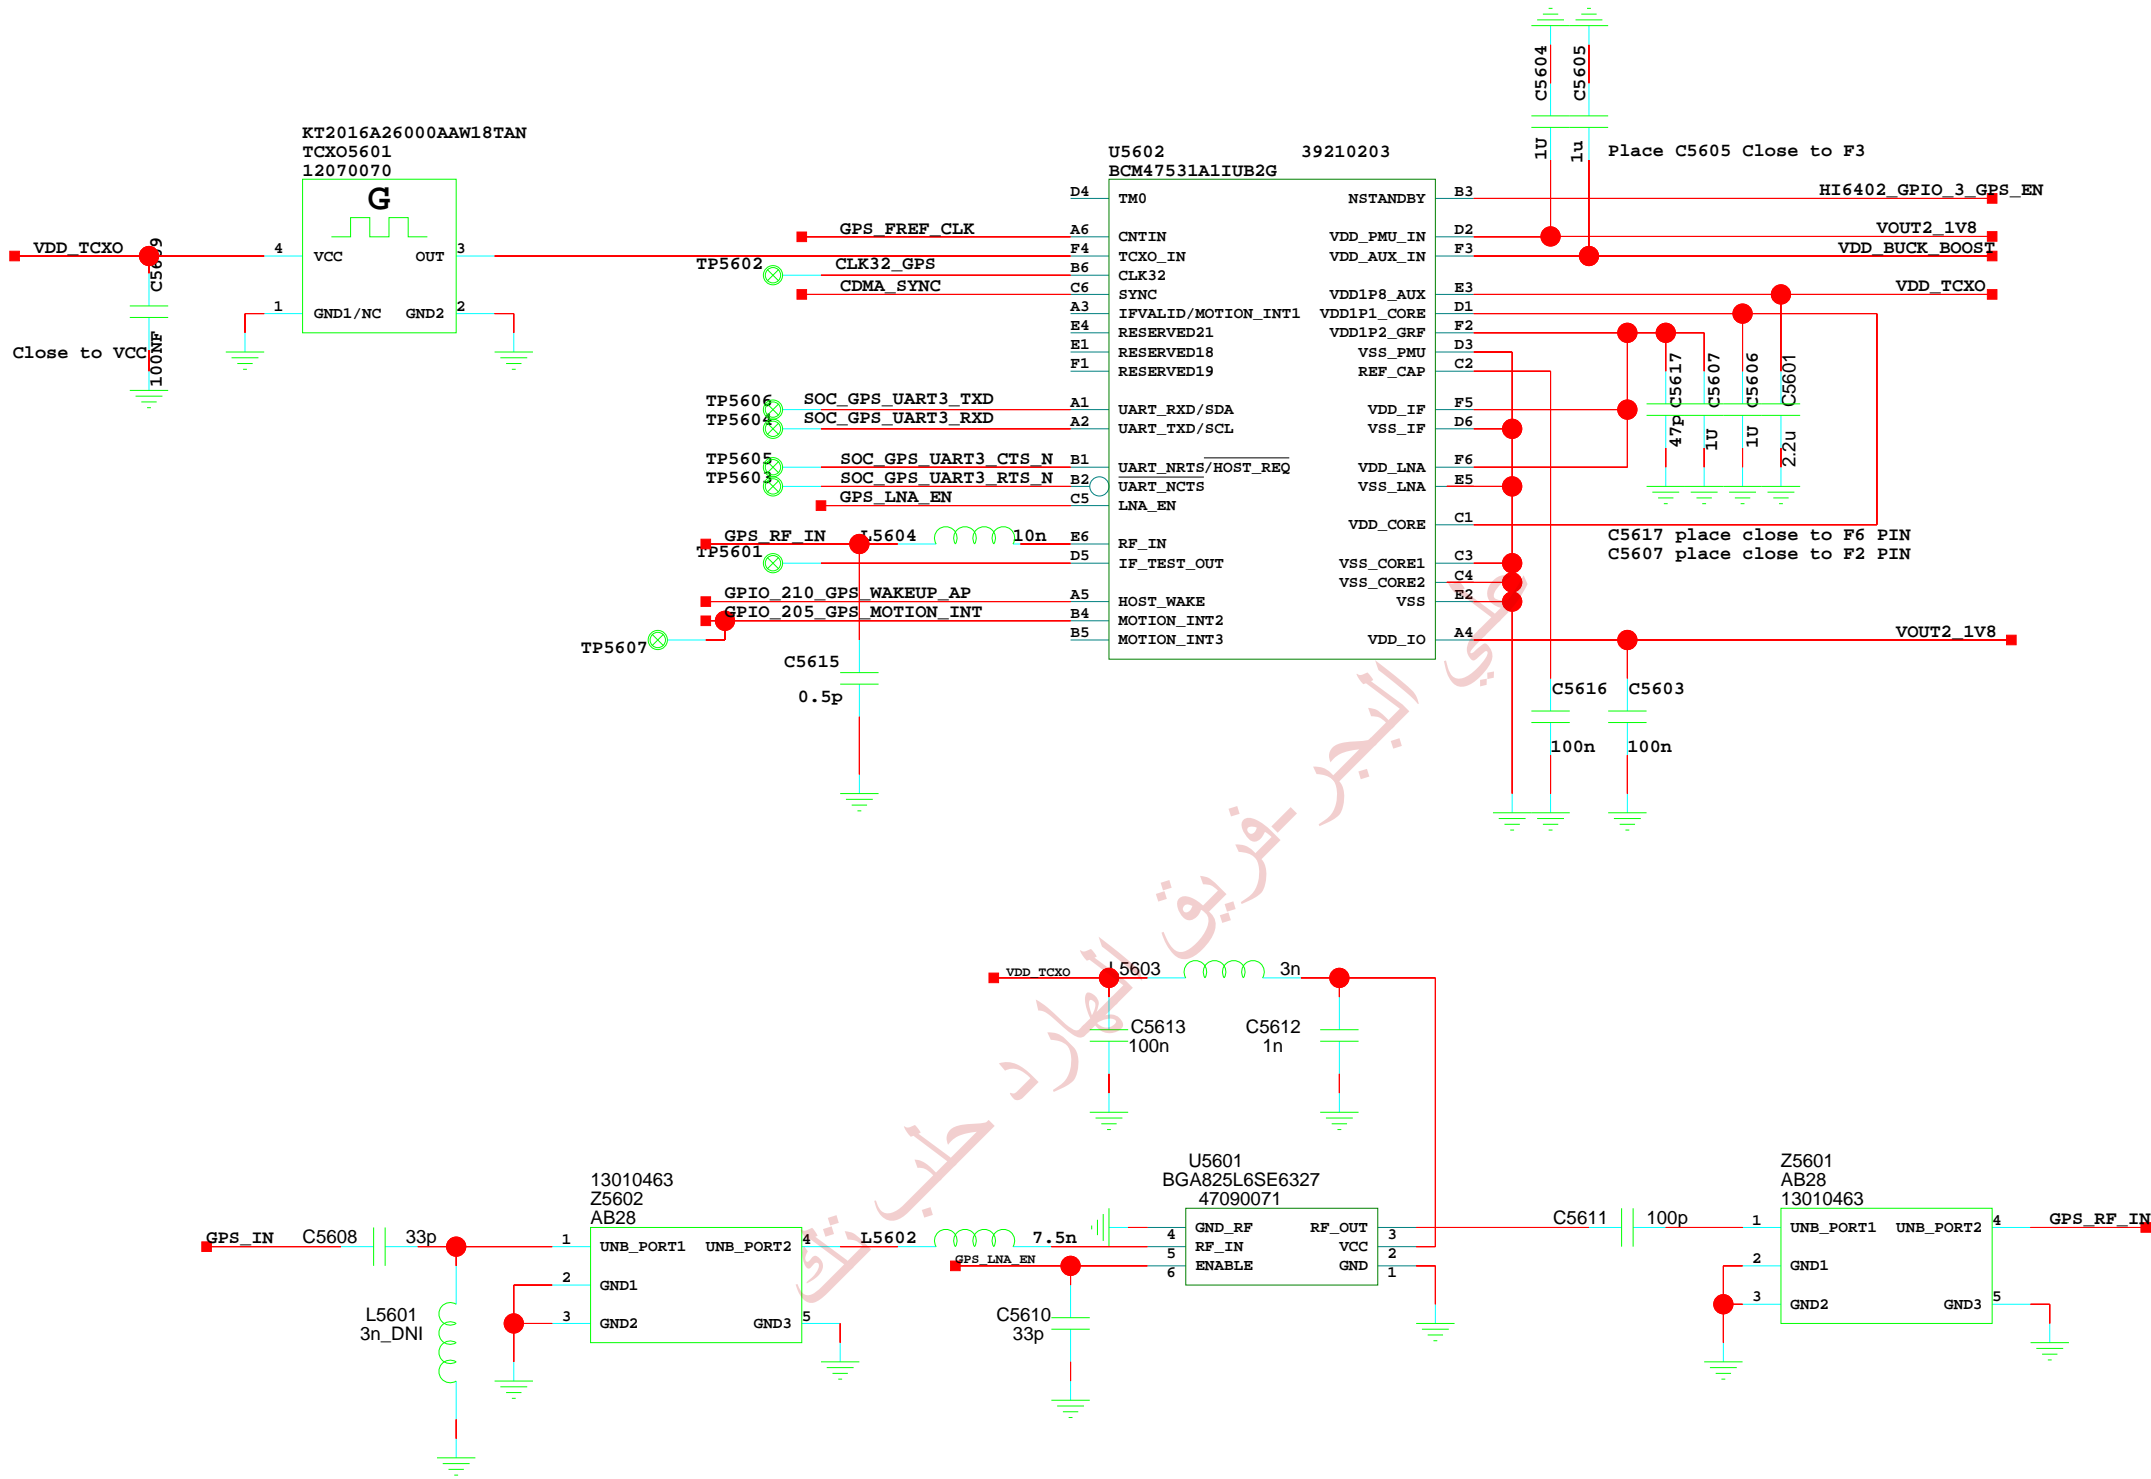 KT2016A26000AAW18TAN
TCXO5601
12070070
G
VDD_TCXO
4
VCC
OUT
3
1
GND1/NC
GND2
2
Close to VCC
100NF
U5602
39210203
BCM47531A1IUB2G
C5604
C5605
1U
1u
Place C5605 Close to F3
D4
TM0
GPS_FREF_CLK
A6
CNTIN
F4
TCXO_IN
TP5602
CLK32_GPS
B6
CLK32
CDMA_SYNC
C6
SYNC
A3
IFVALID/MOTION_INT1
E4
RESERVED21
E1
RESERVED18
F1
RESERVED19
TP5606
SOC_GPS_UART3_TXD
A1
UART_RXD/SDA
TP5604
SOC_GPS_UART3_RXD
A2
UART_TXD/SCL
TP5605
SOC_GPS_UART3_CTS_N
B1
UART_NRTS/HOST_REQ
TP5603
SOC_GPS_UART3_RTS_N
B2
UART_NCTS
GPS_LNA_EN
C5
LNA_EN
GPS_RF_IN
L5604
10n
E6
RF_IN
TP5601
D5
IF_TEST_OUT
GPIO_210_GPS_WAKEUP_AP
A5
HOST_WAKE
GPIO_205_GPS_MOTION_INT
B4
MOTION_INT2
TP5607
B5
MOTION_INT3
C5615
0.5p
NSTANDBY
B3
HI6402_GPIO_3_GPS_EN
VDD_PMU_IN
D2
VOUT2_1V8
VDD_AUX_IN
F3
VDD_BUCK_BOOST
VDD1P8_AUX
E3
VDD_TCXO
VDD1P1_CORE
D1
VDD1P2_GRF
F2
VSS_PMU
D3
REF_CAP
C2
VDD_IF
F5
VSS_IF
D6
VDD_LNA
F6
VSS_LNA
E5
VDD_CORE
C1
VSS_CORE1
C3
VSS_CORE2
C4
VSS
E2
VDD_IO
A4
VOUT2_1V8
C5617
C5607
C5606
C5601
47p
1U
1U
2.2u
C5617 place close to F6 PIN
C5607 place close to F2 PIN
C5616
C5603
100n
100n
علي البجر -فريق الهارد حلب تك
VDD_TCXO
L5603
3n
C5613
100n
C5612
1n
GPS_IN
C5608
33p
L5601
3n_DNI
13010463
Z5602
AB28
1
UNB_PORT1
UNB_PORT2
4
2
GND1
3
GND2
GND3
5
L5602
7.5n
GPS_LNA_EN
C5610
33p
U5601
BGA825L6SE6327
47090071
4
GND_RF
RF_OUT
3
5
RF_IN
VCC
2
6
ENABLE
GND
1
C5611
100p
Z5601
AB28
13010463
1
UNB_PORT1
UNB_PORT2
4
GPS_RF_IN
2
GND1
3
GND2
GND3
5